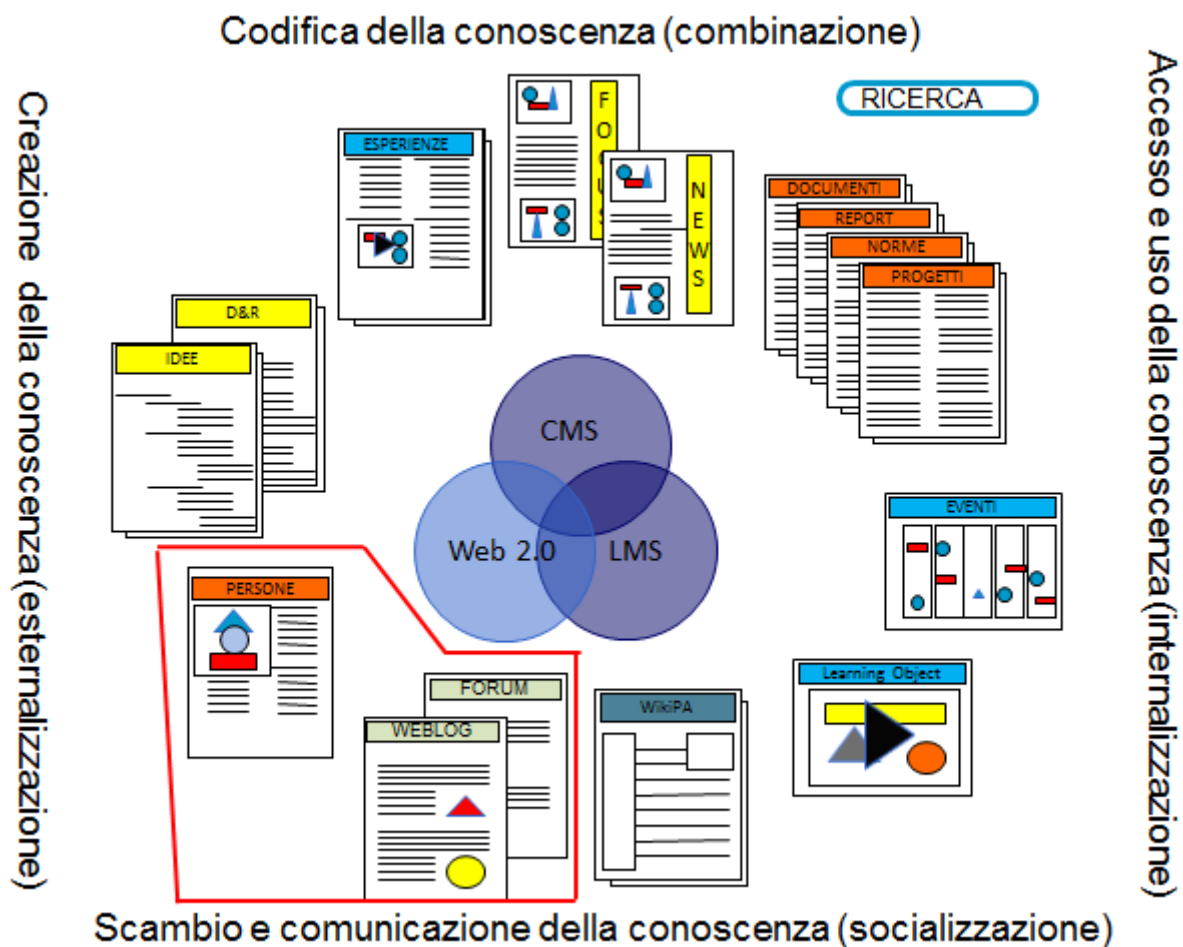 Codifica della conoscenza (combinazione)
Creazione della conoscenza (esternalizzazione)
Accesso e uso della conoscenza (internalizzazione)
RICERCA
ESPERIENZE
FOCUS
NEWS
DOCUMENTI
REPORT
NORME
PROGETTI
D&R
IDEE
CMS
Web 2.0
LMS
EVENTI
PERSONE
FORUM
WEBLOG
WikiPA
Learning Object
Scambio e comunicazione della conoscenza (socializzazione)